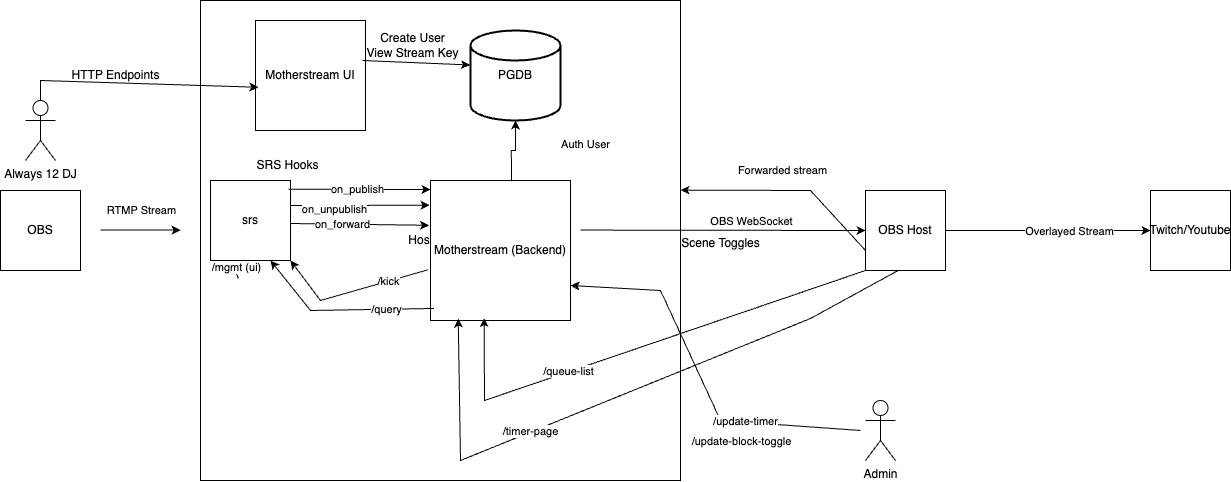 Create User
View Stream Key
HTTP Endpoints
Motherstream UI
PGDB
Auth User
Always 12 DJ
SRS Hooks
Forwarded stream
on_publish
RTMP Stream
on_unpublish
OBS
srs
on_forward
OBS WebSocket
OBS Host
Overlayed Stream
Twitch/Youtube
Hos
Motherstream (Backend)
Scene Toggles
/mgmt (ui)
\
/kick
/query
/queue-list
/timer-page
/update-timer
/update-block-toggle
Admin